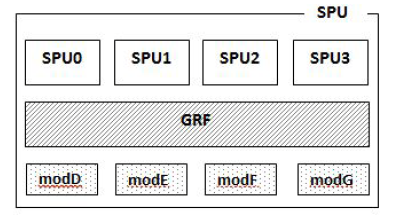 SPU
SPU0 SPU1 SPU2 SPU3
GRF
modD modE modF modG